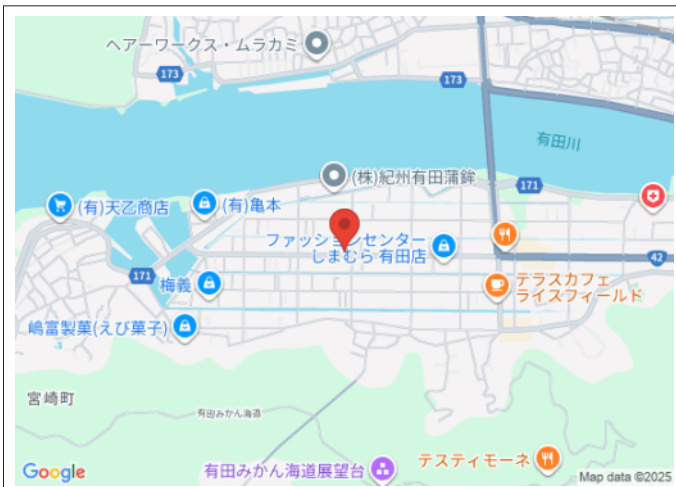 ヘアーワークス・ムラカミ
173
173
有田川
(株)紀州有田蒲鉾
171
(有)天乙商店
(有)亀本
ファッションセンター
しまむら 有田店
42
171
梅義
テラスカフェ
ライスフィールド
嶋富製菓(えび菓子)
宮崎町
有田みかん海道
有田みかん海道展望台
テスティモーネ
Google
Map data ©2025